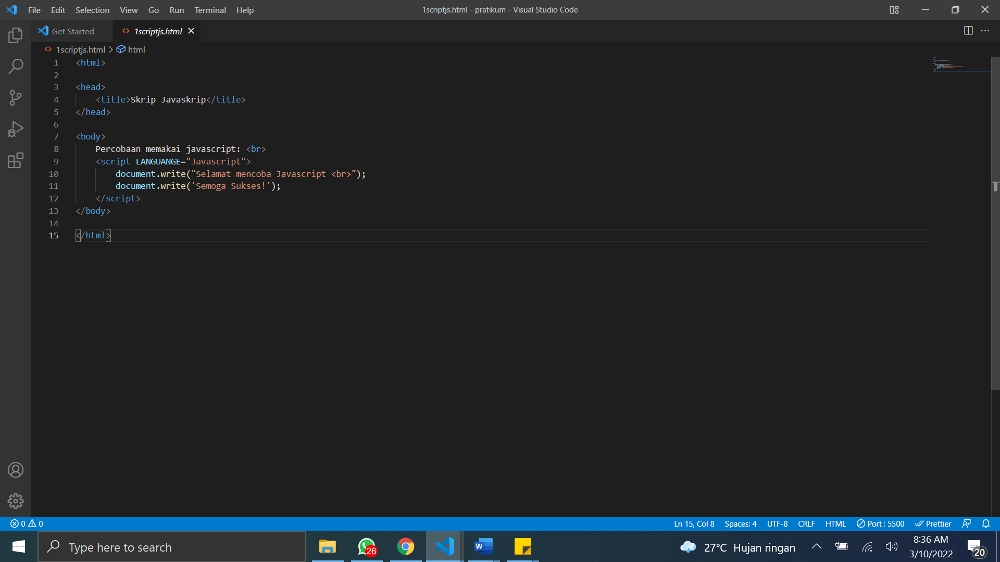 File Edit Selection View Go Run Terminal Help
1scriptjs.html - pratikum - Visual Studio Code
Get Started
1scriptjs.html
1scriptjs.html > html
1 <html>
2
3 <head>
4 <title>Skrip Javaskrip</title>
5 </head>
6
7 <body>
8 Percobaan memakai javascript: <br>
9 <script LANGUANGE="Javascript">
10 document.write("Selamat mencoba Javascript <br>");
11 document.write('Semoga Sukses!');
12 </script>
13 </body>
14
15 </html>
0 0
Ln 15, Col 8 Spaces: 4 UTF-8 CRLF HTML Port : 5500 Prettier
Type here to search
26
W
27°C Hujan ringan
8:36 AM
3/10/2022
20